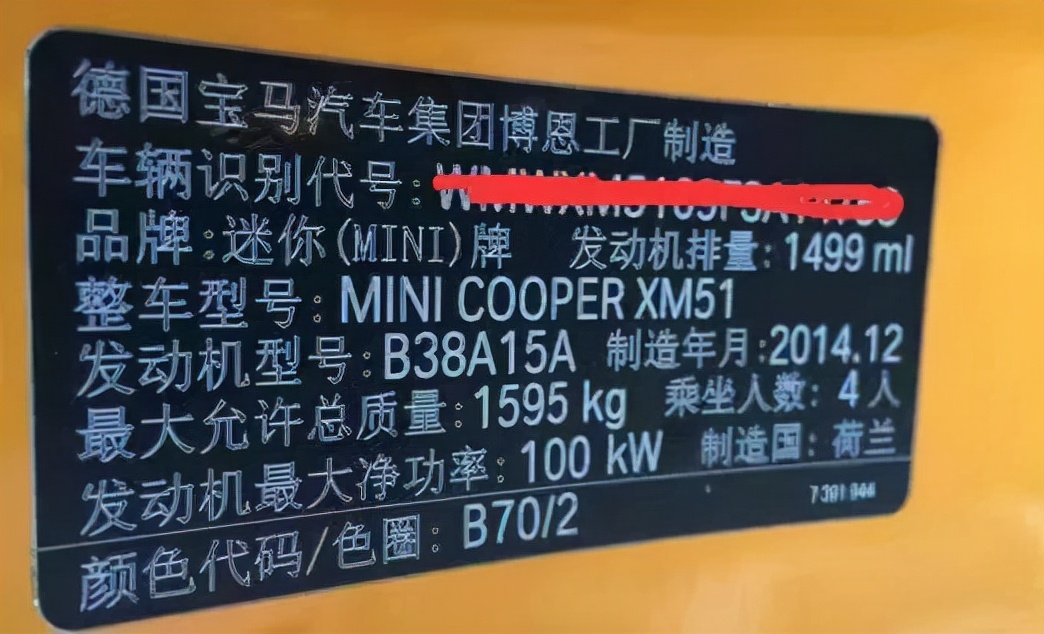 德国宝马汽车集团博恩工厂制造
车辆识别代号:
品牌:迷你(MINI)牌 发动机排量:1499 ml
整车型号:MINI COOPER XM51
发动机型号:B38A15A 制造年月:2014.12
最大允许总质量:1595 kg 乘坐人数:4人
发动机最大净功率:100 kW 制造国:荷兰
颜色代码/色圈:B70/2